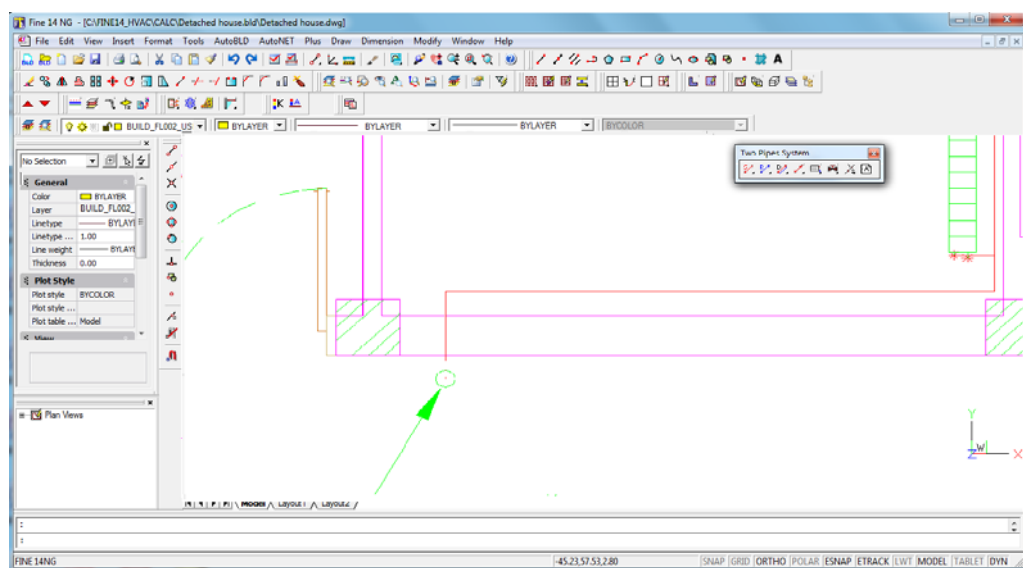 Fine 14 NG - [C:\FINE14_HVAC\CALC\Detached house.bld\Detached house.dwg]
File Edit View Insert Format Tools AutoBLD AutoNET Plus Draw Dimension Modify Window Help
BUILD_FL002_US BYLAYER BYLAYER BYLAYER BYCOLOR
No Selection
General
Color BYLAYER
Layer BUILD_FL002_
Linetype BYLAYE
Linetype ... 1.00
Line weight BYLAYE
Thickness 0.00
Plot Style
Plot style BYCOLOR
Plot style ...
Plot table ... Model
View
Plan Views
Two Pipes System
Y
W
Z X
Model Layout1 Layout2
:
:
FINE 14NG -45.23,57.53,2.80 SNAP GRID ORTHO POLAR ESNAP ETRACK LWT MODEL TABLET DYN